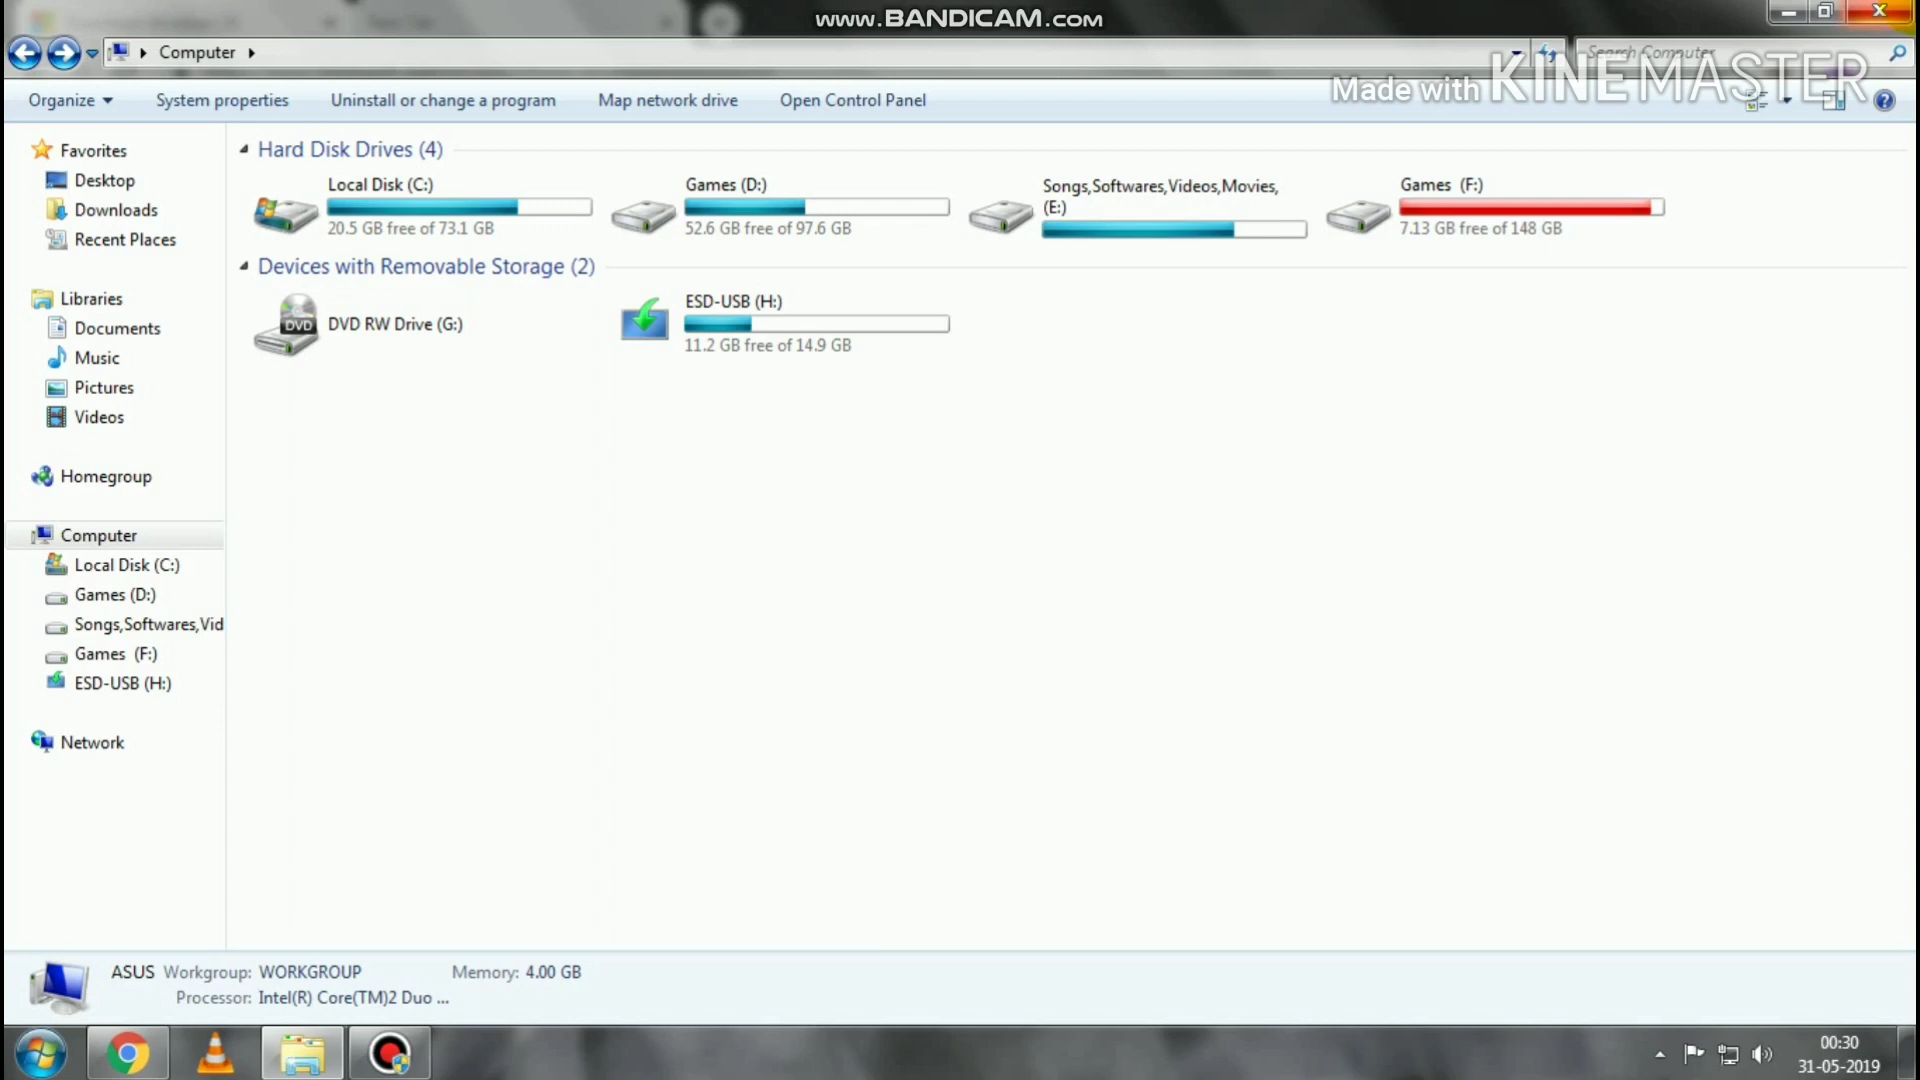 www.BANDICAM.com
Computer
Search Computer
Made with KINEMASTER
Organize
System properties
Uninstall or change a program
Map network drive
Open Control Panel
Favorites
Desktop
Downloads
Recent Places
Libraries
Documents
Music
Pictures
Videos
Homegroup
Computer
Local Disk (C:)
Games (D:)
Songs,Softwares,Vid
Games (F:)
ESD-USB (H:)
Network
Hard Disk Drives (4)
Local Disk (C:)
20.5 GB free of 73.1 GB
Games (D:)
52.6 GB free of 97.6 GB
Songs,Softwares,Videos,Movies,
(E:)
Games (F:)
7.13 GB free of 148 GB
Devices with Removable Storage (2)
DVD
DVD RW Drive (G:)
ESD-USB (H:)
11.2 GB free of 14.9 GB
ASUS Workgroup: WORKGROUP Memory: 4.00 GB
Processor: Intel(R) Core(TM)2 Duo ...
00:30
31-05-2019